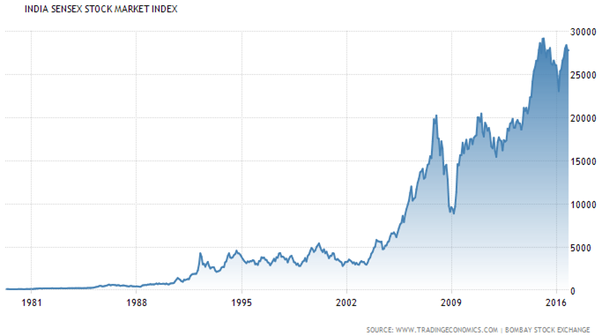 INDIA SENSEX STOCK MARKET INDEX
30000
25000
20000
15000
10000
5000
0
1981 1988 1995 2002 2009 2016
SOURCE: WWW.TRADINGECONOMICS.COM | BOMBAY STOCK EXCHANGE